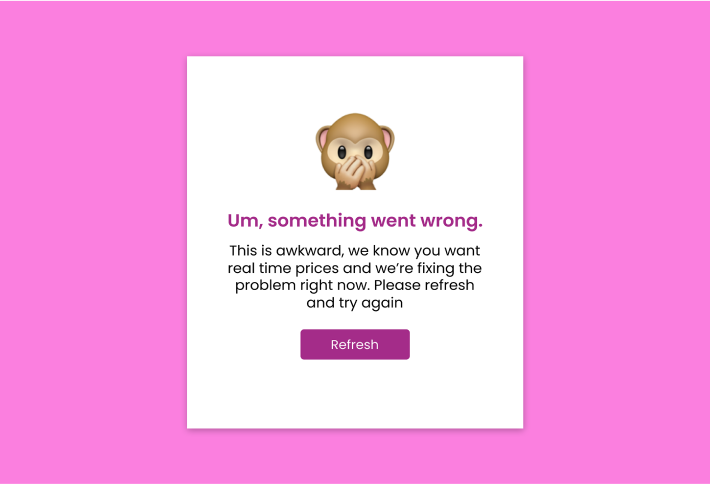 Um, something went wrong.
This is awkward, we know you want
real time prices and we’re fixing the
problem right now. Please refresh
and try again
Refresh